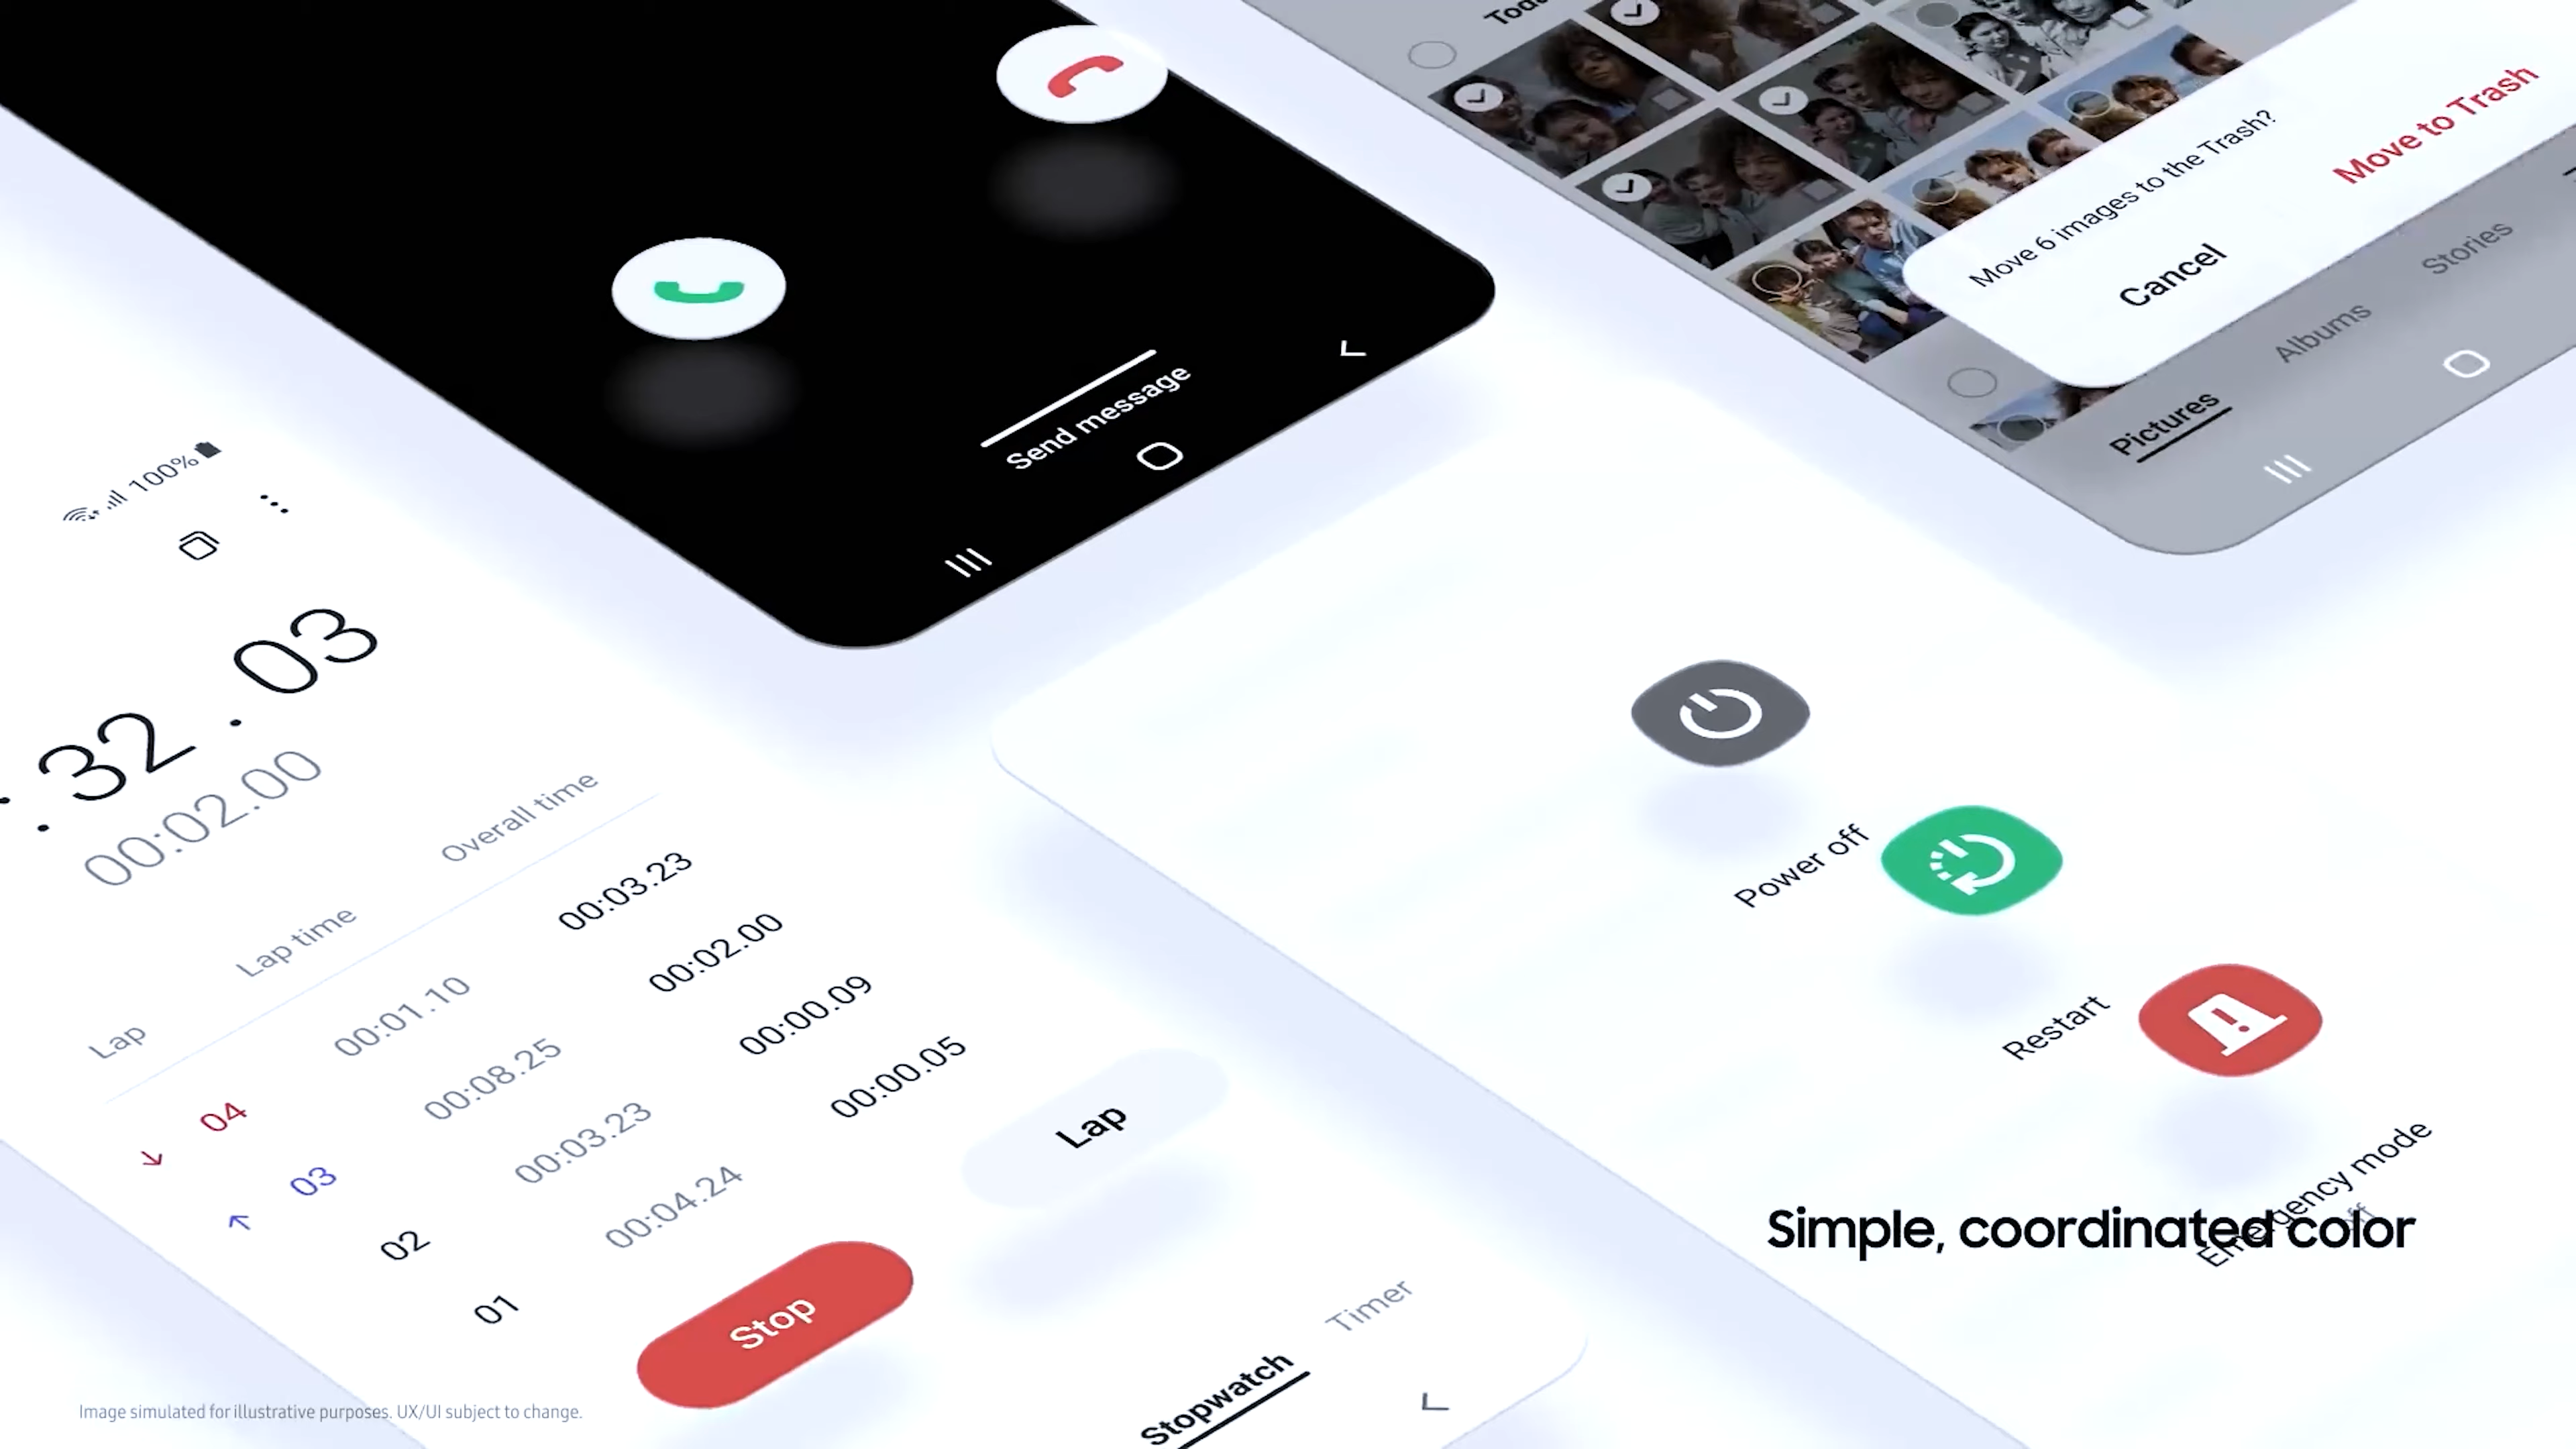 Send message
Move 6 images to the Trash?
Cancel
Move to Trash
Pictures
Albums
Stories
100%
32.03
00:02.00
Lap
Lap time
Overall time
04
00:01.10
00:03.23
03
00:08.25
00:02.00
02
00:03.23
00:00.09
01
00:04.24
00:00.05
Stop
Lap
Stopwatch
Timer
Power off
Restart
Emergency mode
Simple, coordinated color
Image simulated for illustrative purposes. UX/UI subject to change.